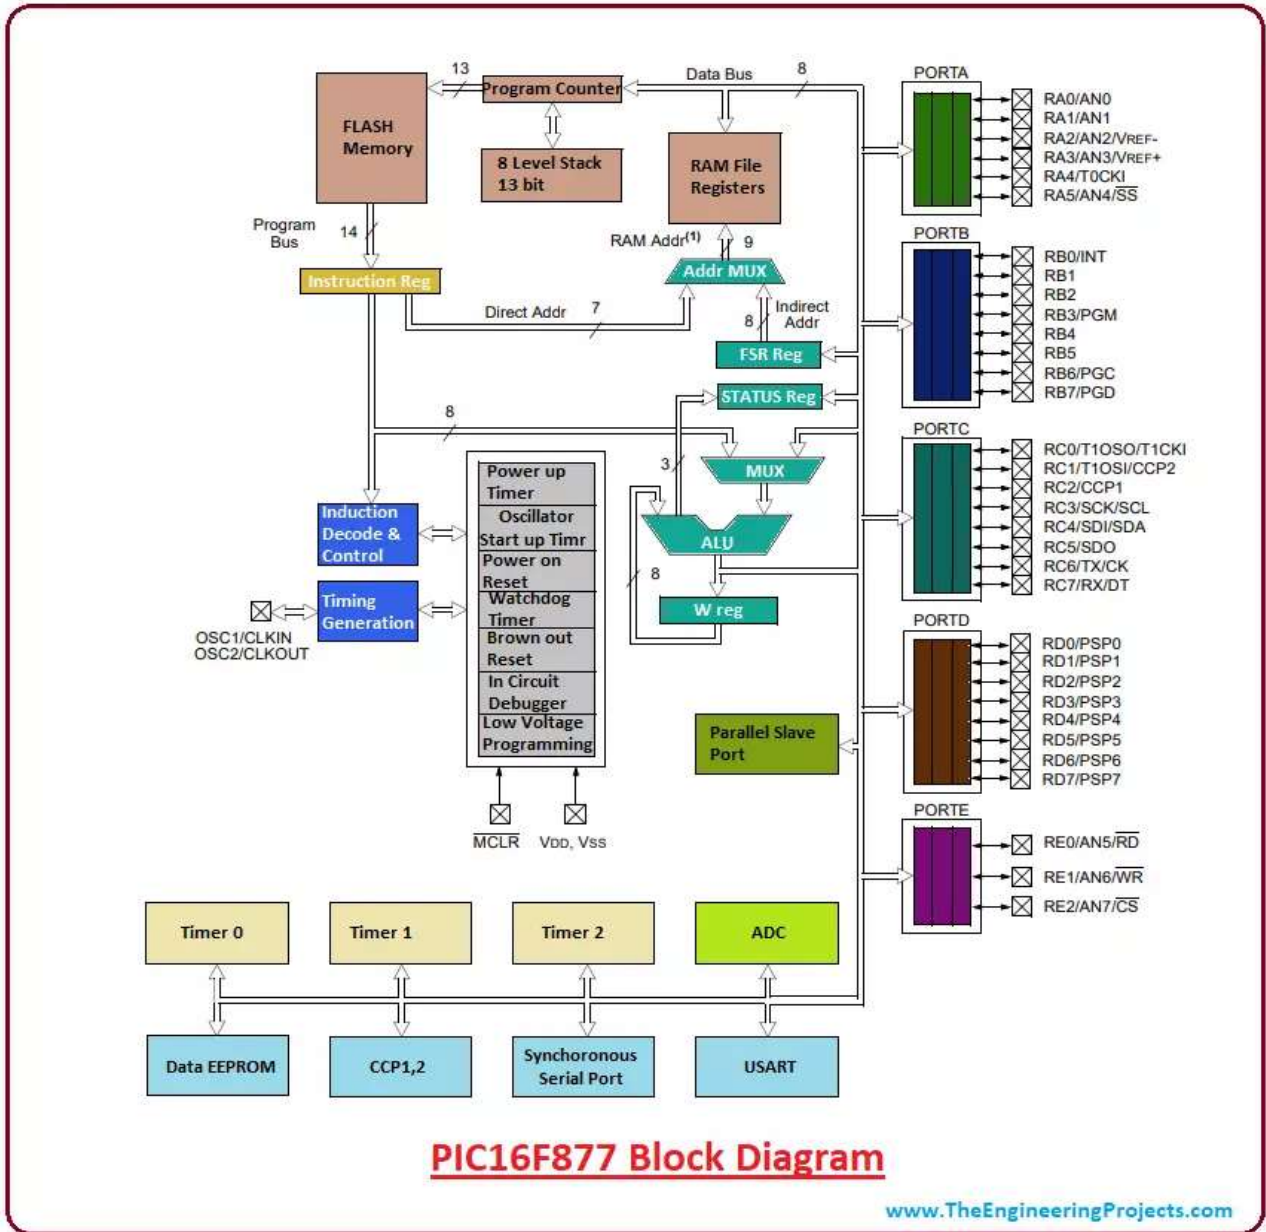 13
Data Bus
8
Program Counter
FLASH
Memory
8 Level Stack
13 bit
RAM File
Registers
Program
Bus
14
RAM Addr(1)
9
Instruction Reg
Addr MUX
Direct Addr
7
8
Indirect
Addr
FSR Reg
STATUS Reg
8
3
MUX
ALU
8
W reg
Induction
Decode &
Control
Timing
Generation
OSC1/CLKIN
OSC2/CLKOUT
Power up
Timer
Oscillator
Start up Timr
Power on
Reset
Watchdog
Timer
Brown out
Reset
In Circuit
Debugger
Low Voltage
Programming
MCLR
VDD, VSS
Parallel Slave
Port
PORTA
RA0/AN0
RA1/AN1
RA2/AN2/VREF-
RA3/AN3/VREF+
RA4/T0CKI
RA5/AN4/SS
PORTB
RB0/INT
RB1
RB2
RB3/PGM
RB4
RB5
RB6/PGC
RB7/PGD
PORTC
RC0/T1OSO/T1CKI
RC1/T1OSI/CCP2
RC2/CCP1
RC3/SCK/SCL
RC4/SDI/SDA
RC5/SDO
RC6/TX/CK
RC7/RX/DT
PORTD
RD0/PSP0
RD1/PSP1
RD2/PSP2
RD3/PSP3
RD4/PSP4
RD5/PSP5
RD6/PSP6
RD7/PSP7
PORTE
RE0/AN5/RD
RE1/AN6/WR
RE2/AN7/CS
Timer 0
Timer 1
Timer 2
ADC
Data EEPROM
CCP1,2
Synchoronous
Serial Port
USART
PIC16F877 Block Diagram
www.TheEngineeringProjects.com